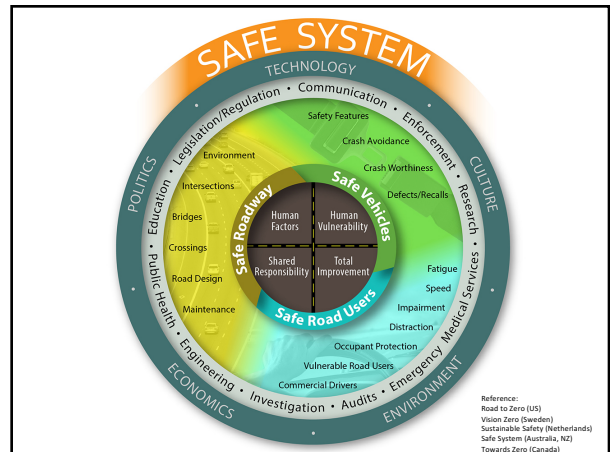 SAFE SYSTEM
TECHNOLOGY
CULTURE
ENVIRONMENT
ECONOMICS
POLITICS
Communication • Enforcement • Research • Emergency Medical Services • Audits • Investigation • Engineering • Public Health • Education • Legislation/Regulation •
Safety Features
Crash Avoidance
Crash Worthiness
Defects/Recalls
Safe Vehicles
Environment
Intersections
Bridges
Crossings
Road Design
Maintenance
Safe Roadway
Human
Factors
Human
Vulnerability
Shared
Responsibility
Total
Improvement
Safe Road Users
Fatigue
Speed
Impairment
Distraction
Occupant Protection
Vulnerable Road Users
Commercial Drivers
Reference:
Road to Zero (US)
Vision Zero (Sweden)
Sustainable Safety (Netherlands)
Safe System (Australia, NZ)
Towards Zero (Canada)